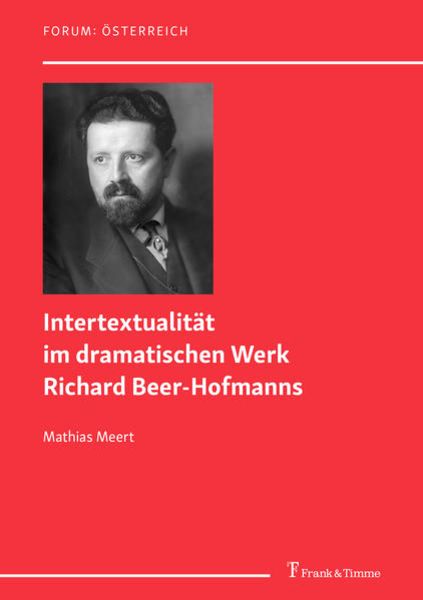 FORUM: ÖSTERREICH
Intertextualität
im dramatischen Werk
Richard Beer-Hofmanns
Mathias Meert
Frank & Timme